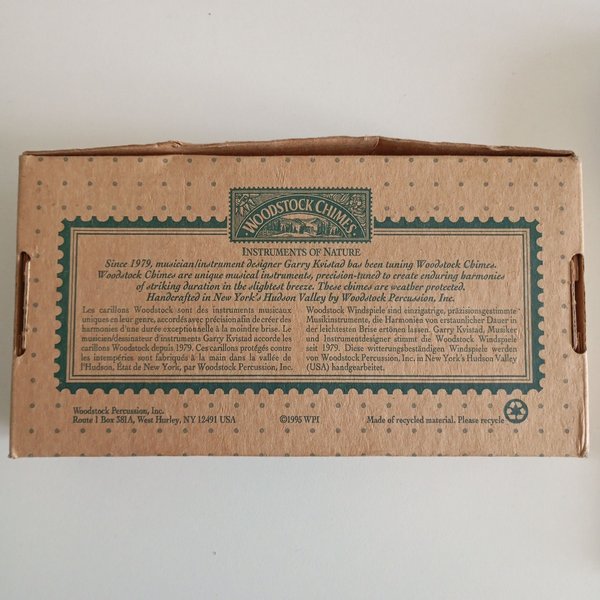 WOODSTOCK CHIMES
INSTRUMENTS OF NATURE
Since 1979, musician/instrument designer Garry Kvistad has been tuning Woodstock Chimes.
Woodstock Chimes are unique musical instruments, precision-tuned to create enduring harmonies
of striking duration in the slightest breeze. These chimes are weather protected.
Handcrafted in New York's Hudson Valley by Woodstock Percussion, Inc.
Les carillons Woodstock sont des instruments musicaux
uniques en leur genre, accordés avec précision afin de créer des
harmonies d'une durée exceptionelle à la moindre brise. Le
musicien/dessinateur d'instruments Garry Kvistad accorde les
carillons Woodstock depuis 1979. Ces carillons protégés contre
les intempéries sont fabriqués à la main dans la vallée de
l'Hudson, État de New York, par Woodstock Percussion, Inc.
Woodstock Windspiele sind einzigartige, präzisionsgestimmte
Musikinstrumente, die Harmonien von erstaunlicher Dauer in
der leichtesten Brise ertönen lassen. Garry Kvistad, Musiker
und Instrumentdesigner stimmt die Woodstock Windspiele
seit 1979. Diese witterungsbeständigen Windspiele werden
von Woodstock Percussion, Inc. in New York's Hudson Valley
(USA) handgearbeitet.
Woodstock Percussion, Inc.
Route 1 Box 381A, West Hurley, NY 12491 USA
©1995 WPI
Made of recycled material. Please recycle